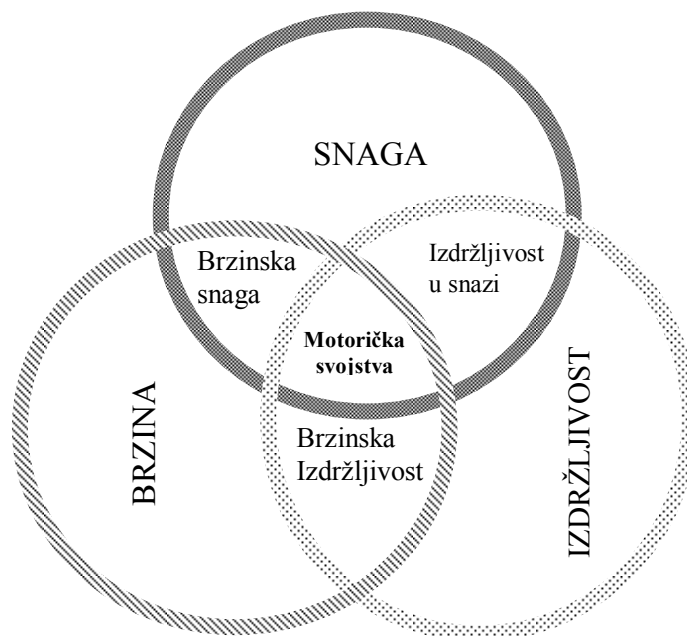 SNAGA
Brzinska
snaga
Izdržljivost
u snazi
Motorička
svojstva
BRZINA
Brzinska
Izdržljivost
IZDRŽLJIVOST